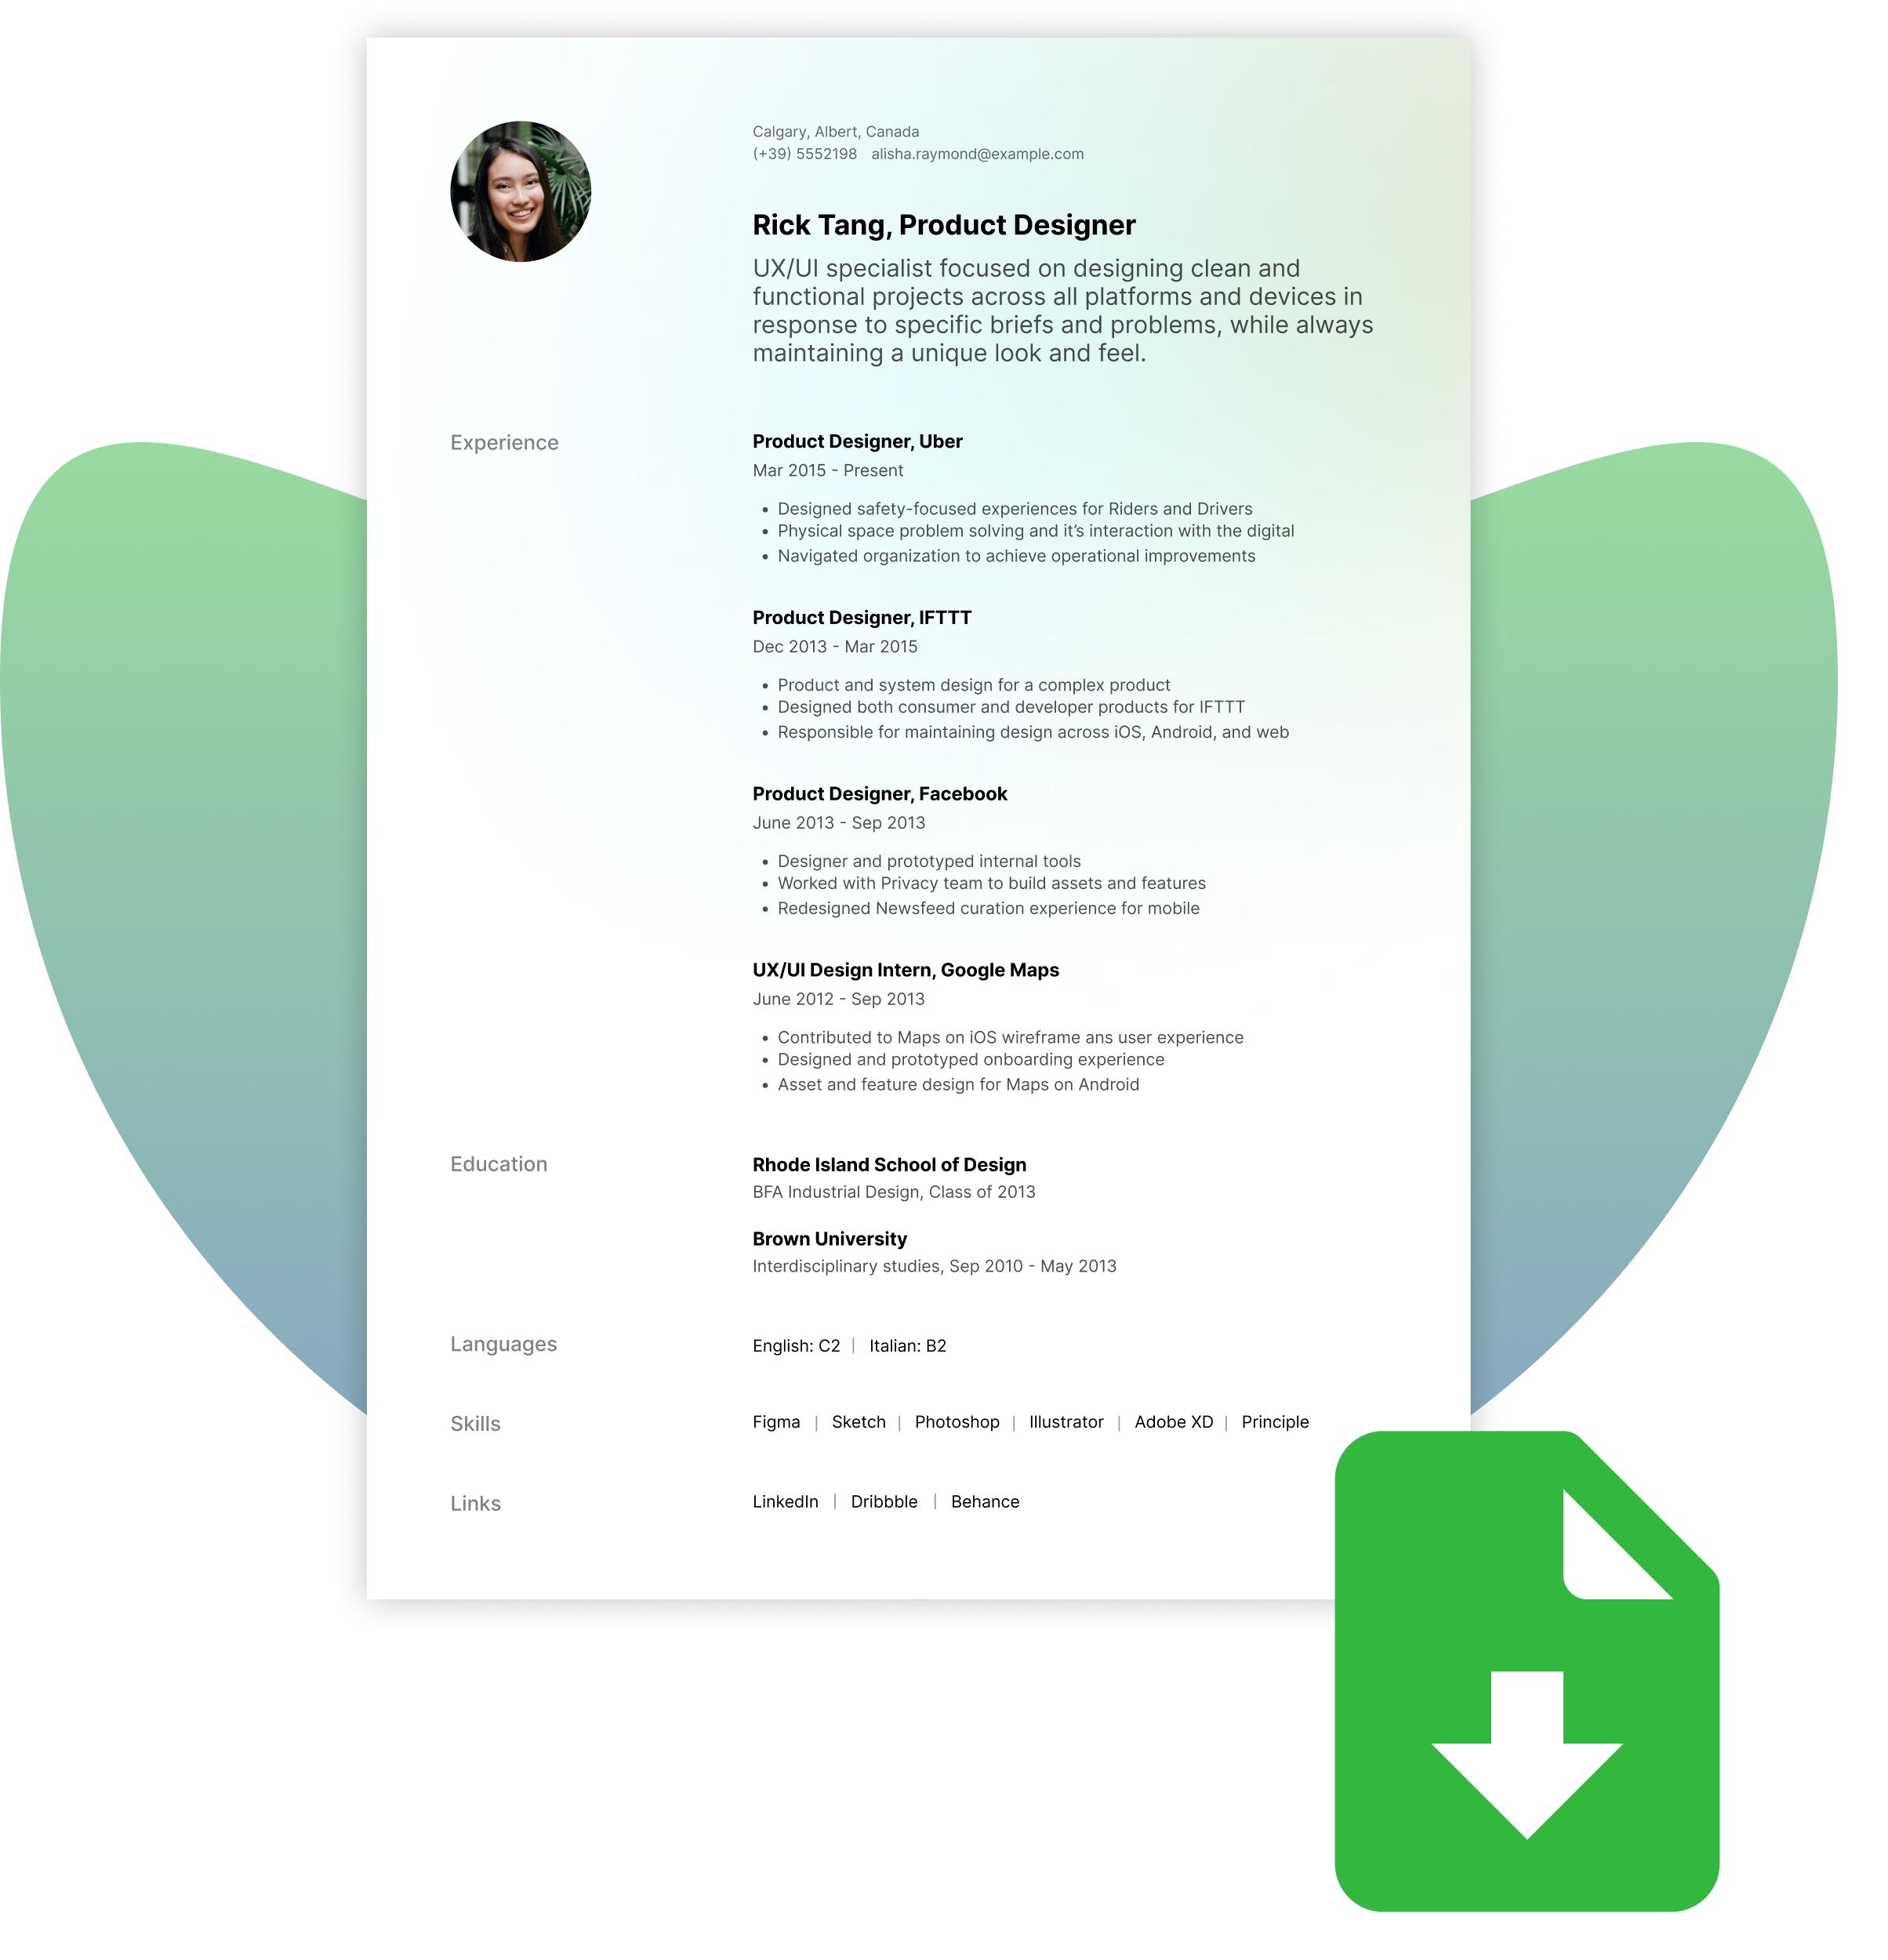 Calgary, Albert, Canada
(+39) 5552198 alisha.raymond@example.com
Rick Tang, Product Designer
UX/UI specialist focused on designing clean and
functional projects across all platforms and devices in
response to specific briefs and problems, while always
maintaining a unique look and feel.
Experience
Product Designer, Uber
Mar 2015 - Present
• Designed safety-focused experiences for Riders and Drivers
• Physical space problem solving and it’s interaction with the digital
• Navigated organization to achieve operational improvements
Product Designer, IFTTT
Dec 2013 - Mar 2015
• Product and system design for a complex product
• Designed both consumer and developer products for IFTTT
• Responsible for maintaining design across iOS, Android, and web
Product Designer, Facebook
June 2013 - Sep 2013
• Designer and prototyped internal tools
• Worked with Privacy team to build assets and features
• Redesigned Newsfeed curation experience for mobile
UX/UI Design Intern, Google Maps
June 2012 - Sep 2013
• Contributed to Maps on iOS wireframe ans user experience
• Designed and prototyped onboarding experience
• Asset and feature design for Maps on Android
Education
Rhode Island School of Design
BFA Industrial Design, Class of 2013
Brown University
Interdisciplinary studies, Sep 2010 - May 2013
Languages
English: C2 | Italian: B2
Skills
Figma | Sketch | Photoshop | Illustrator | Adobe XD | Principle
Links
LinkedIn | Dribbble | Behance